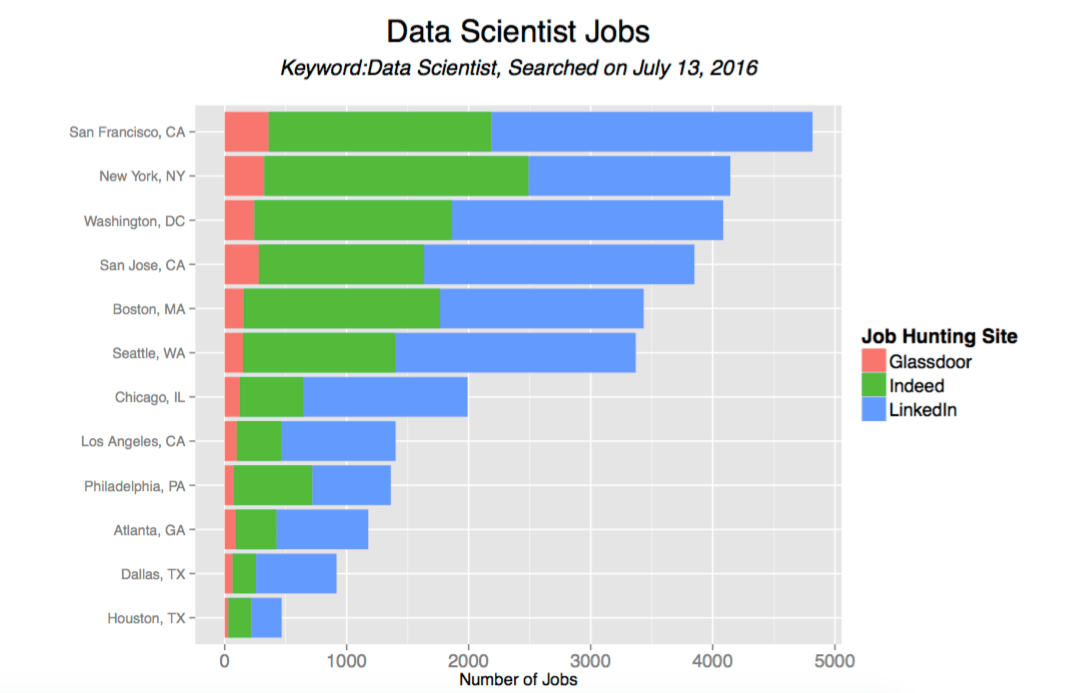 Data Scientist Jobs
Keyword:Data Scientist, Searched on July 13, 2016
San Francisco, CA
New York, NY
Washington, DC
San Jose, CA
Boston, MA
Seattle, WA
Chicago, IL
Los Angeles, CA
Philadelphia, PA
Atlanta, GA
Dallas, TX
Houston, TX
0 1000 2000 3000 4000 5000
Number of Jobs
Job Hunting Site
Glassdoor
Indeed
LinkedIn